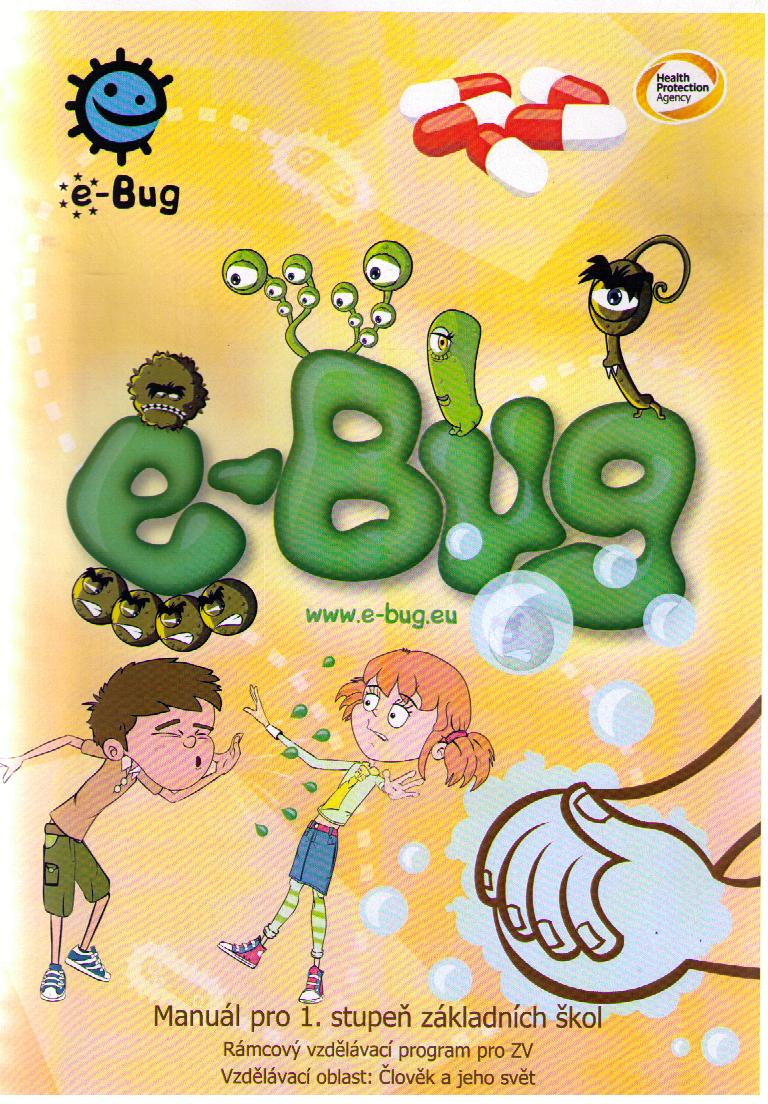 e-Bug
Health
Protection
Agency
e-Bug
www.e-bug.eu
Manuál pro 1. stupeň základních škol
Rámcový vzdělávací program pro ZV
Vzdělávací oblast: Člověk a jeho svět